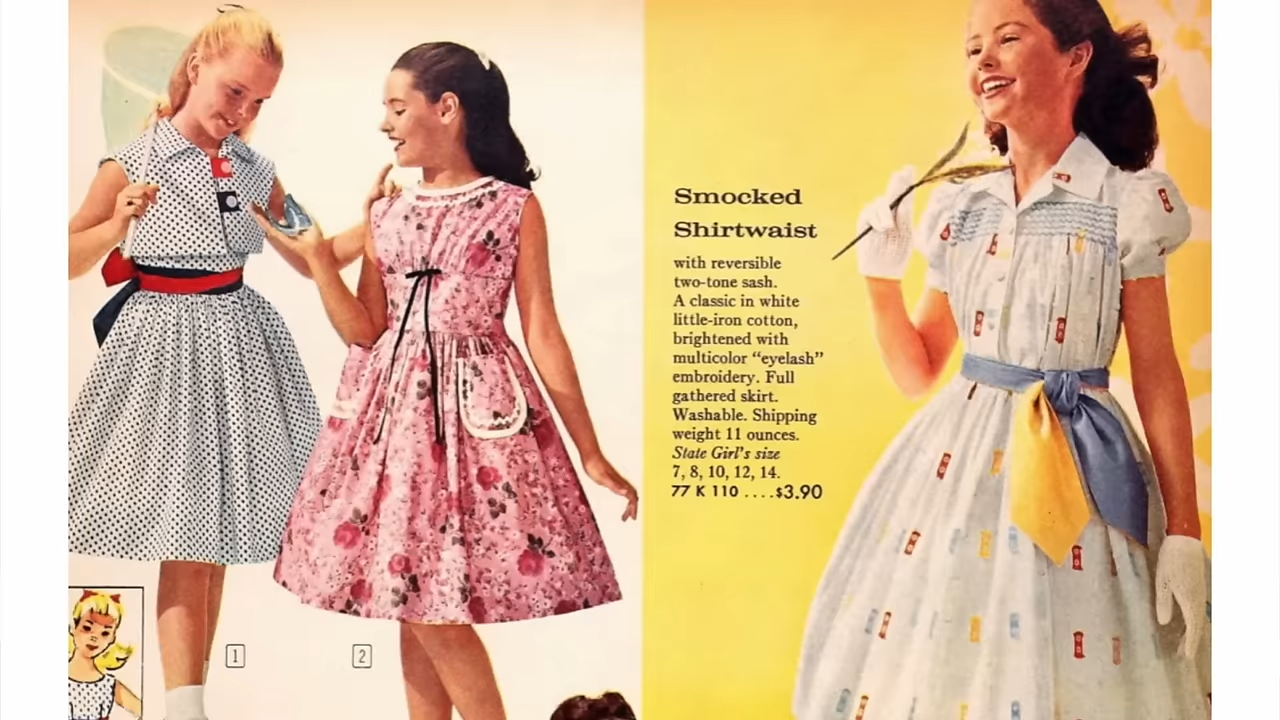 Smocked
Shirtwaist
with reversible
two-tone sash.
A classic in white
little-iron cotton,
brightened with
multicolor “eyelash”
embroidery. Full
gathered skirt.
Washable. Shipping
weight 11 ounces.
State Girl's size
7, 8, 10, 12, 14.
77 K 110 ....$3.90
1
2